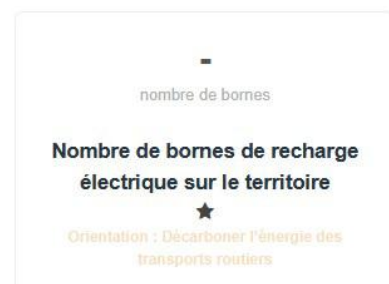 -
nombre de bornes
Nombre de bornes de recharge
électrique sur le territoire
Orientation : Décarboner l'énergie des
transports routiers